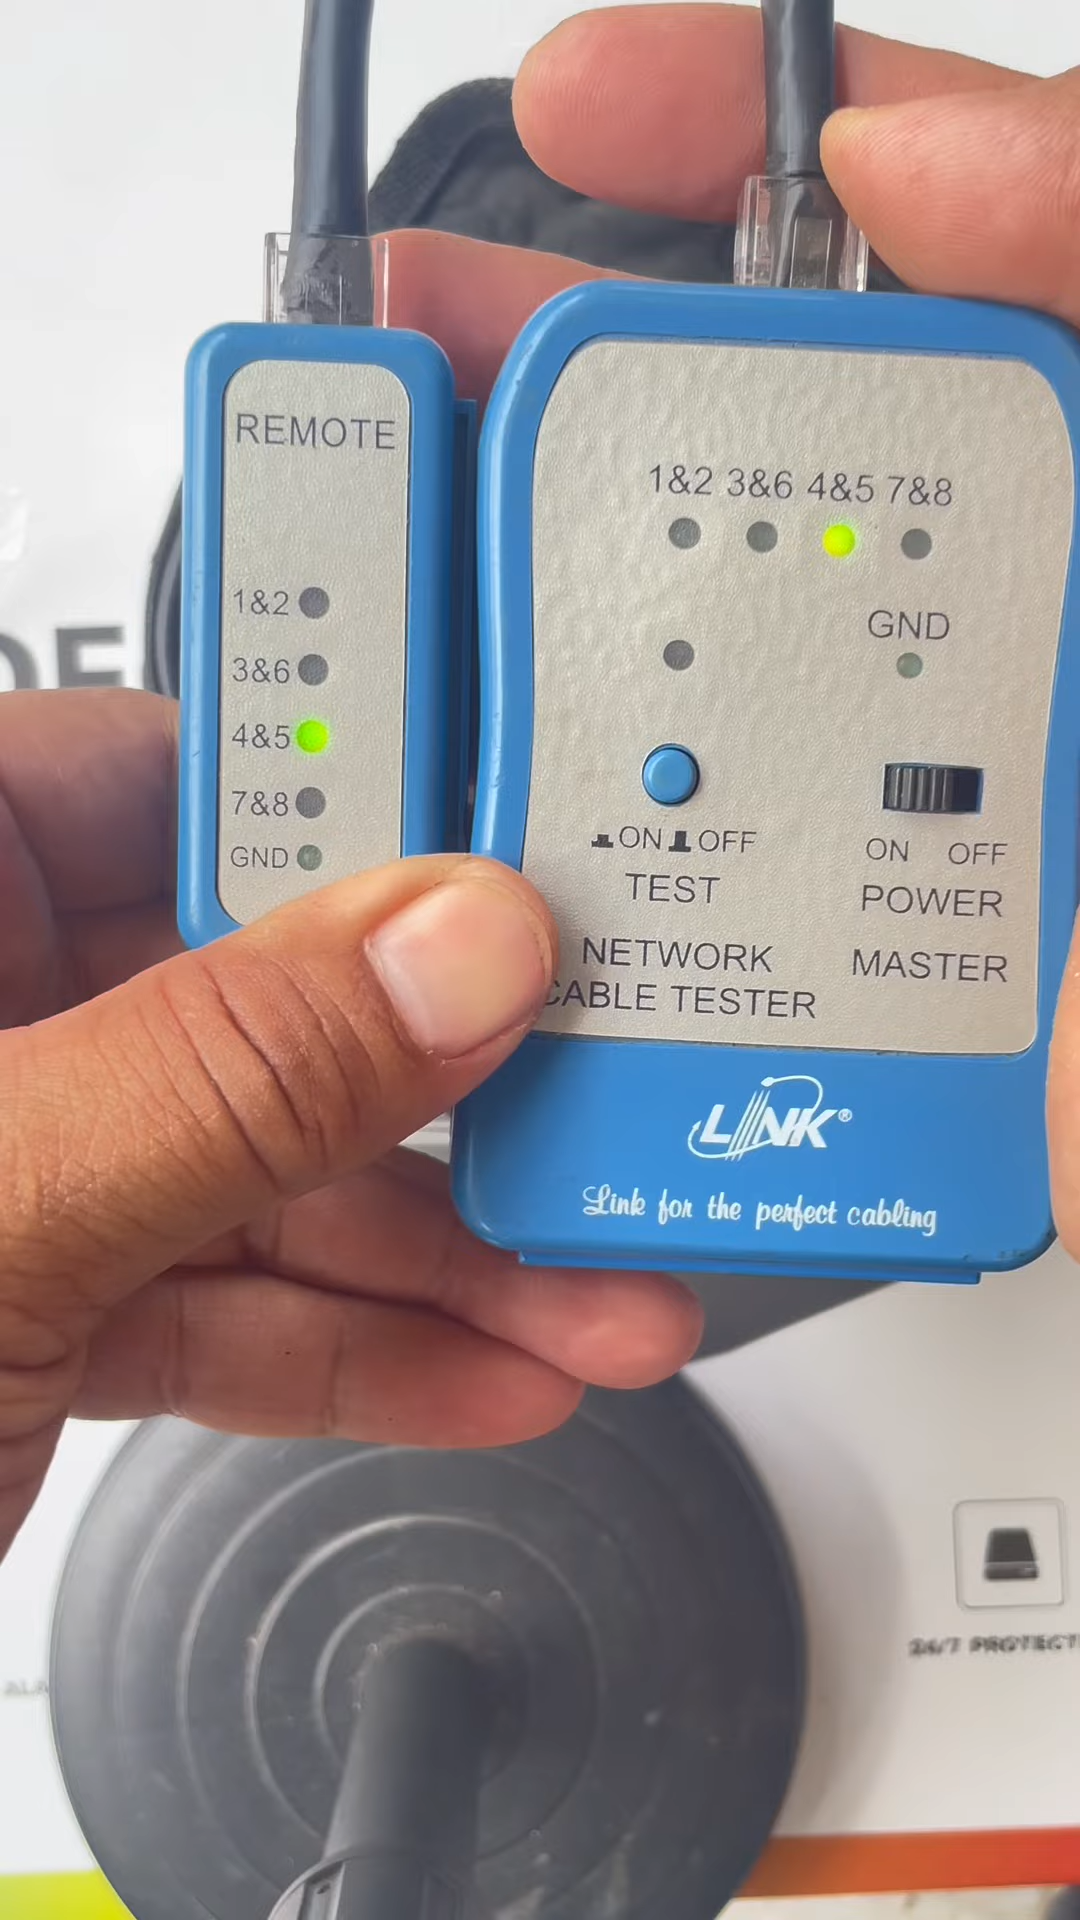 REMOTE
1&2
3&6
4&5
7&8
GND
1&2 3&6 4&5 7&8
GND
ON OFF
TEST
ON OFF
POWER
NETWORK
CABLE TESTER
MASTER
LINK®
Link for the perfect cabling
24/7 PROTECT